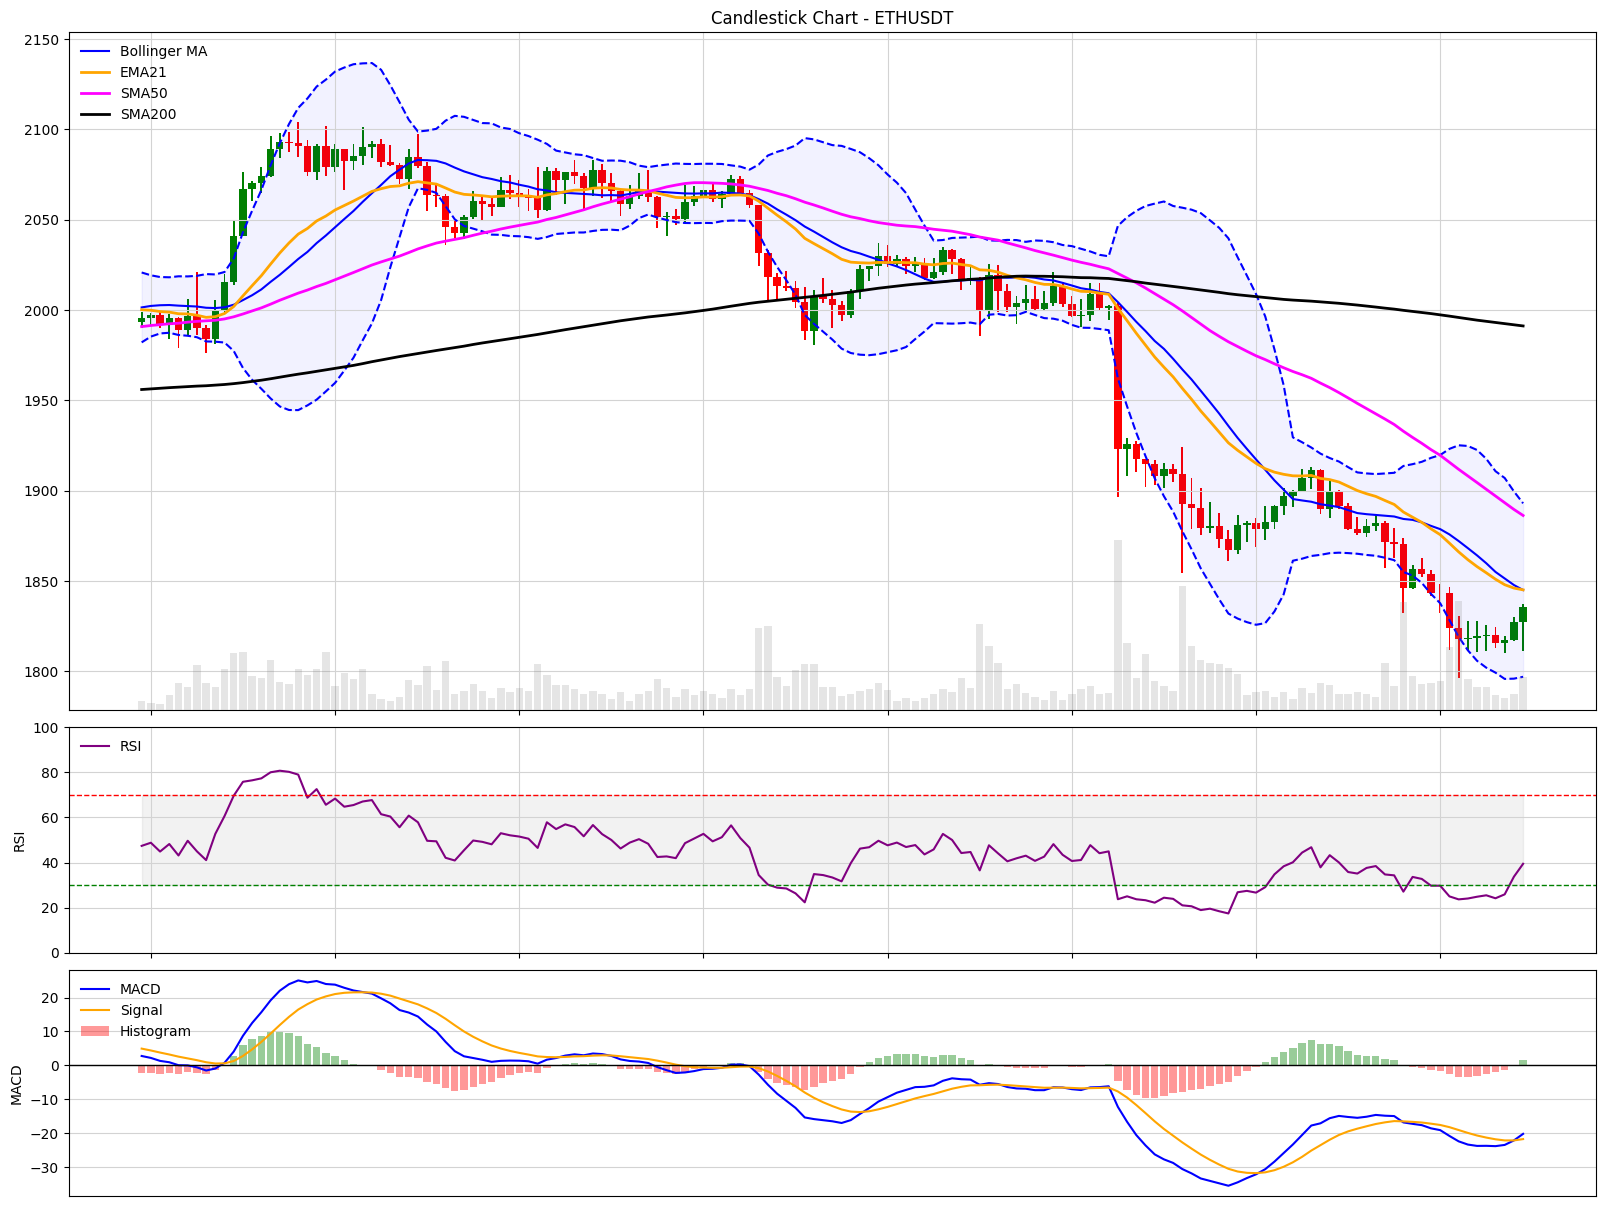 Candlestick Chart - ETHUSDT
2150
2100
2050
2000
1950
1900
1850
1800
Bollinger MA
EMA21
SMA50
SMA200
100
80
60
40
20
0
RSI
RSI
20
10
0
−10
−20
−30
MACD
MACD
Signal
Histogram